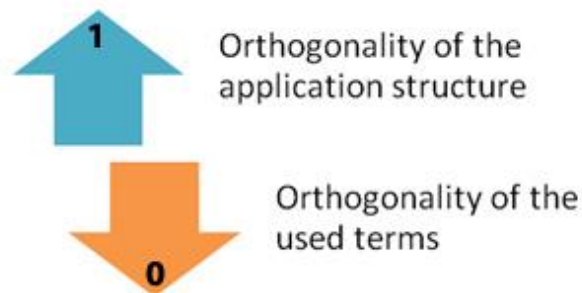 1
Orthogonality of the
application structure
Orthogonality of the
used terms
0